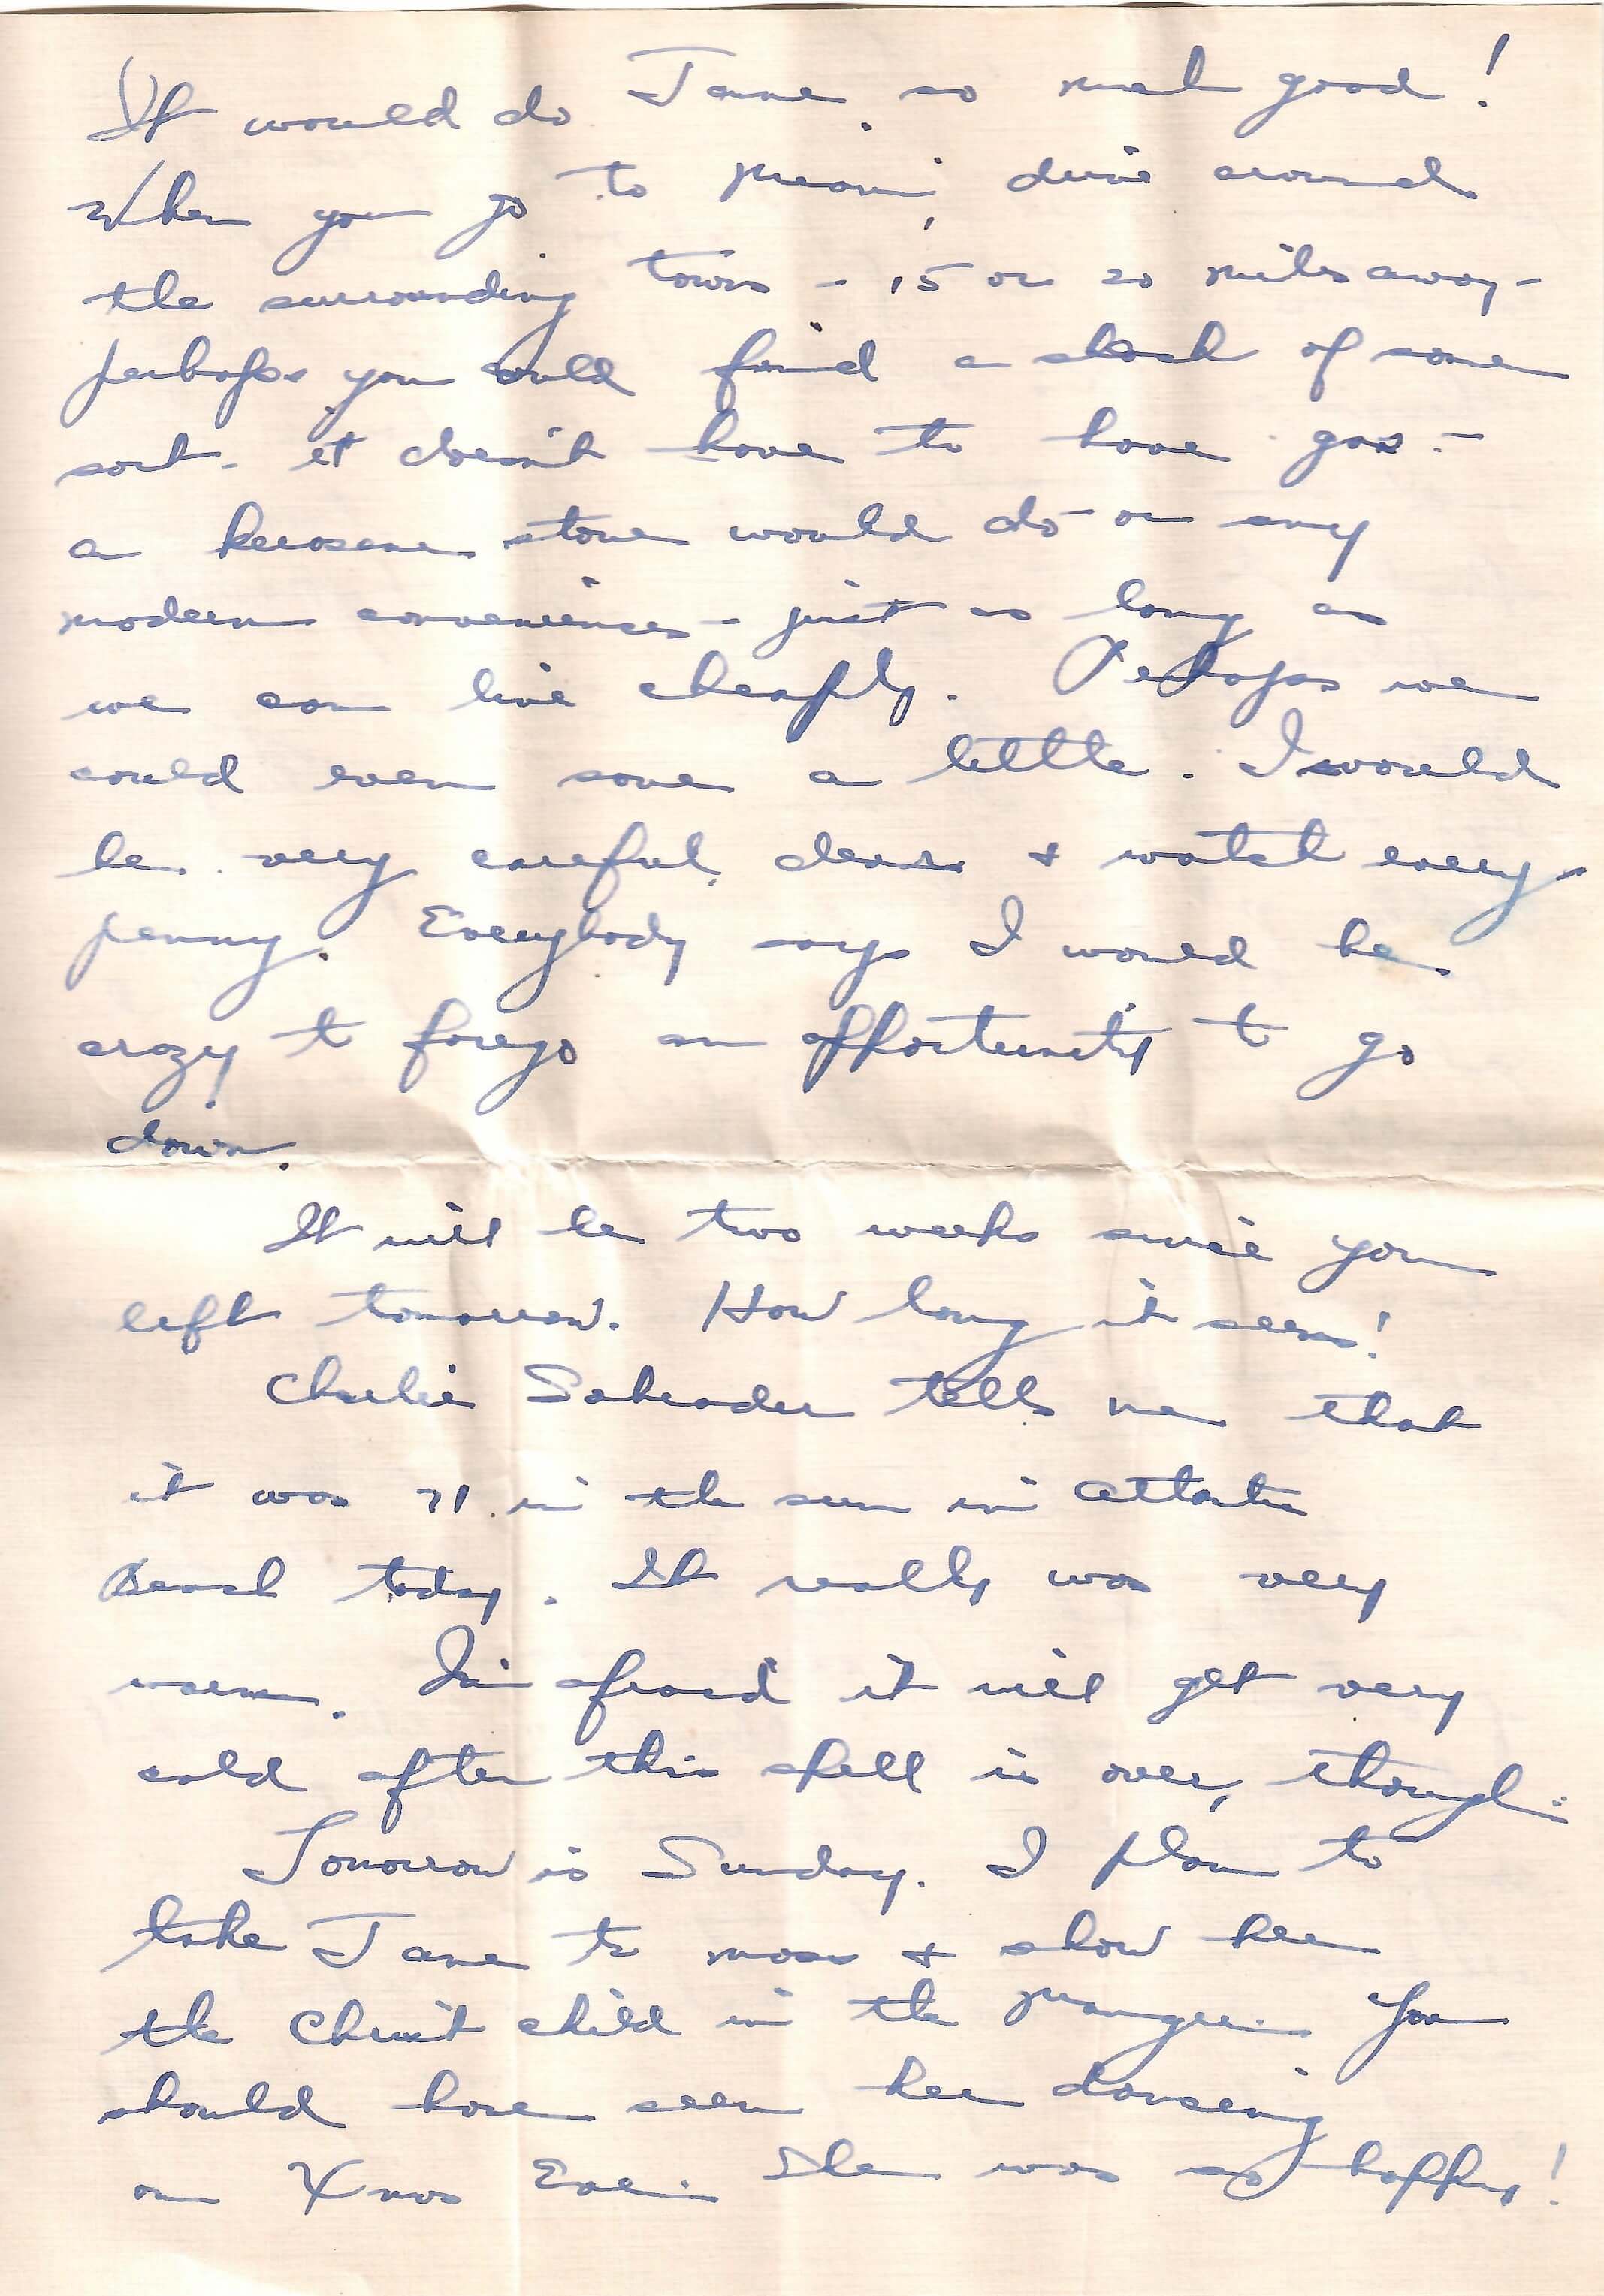 It would do Jane so much good!
When you go to Miami, drive around
the surrounding towns - 15 or 20 miles away -
perhaps you could find a shack of some
sort - it doesn't have to have gas -
a kerosene stove would do - or any
modern conveniences - just as long as
we can live cheaply. Perhaps we
could even save a little. I would
be very careful, dear & watch every
penny. Everybody says I would be
crazy to forego an opportunity to go
down.
It will be two weeks since you
left tomorrow. How long it seems!
Charlie Schrader tells me that
it was 71 in the sun in Atlantic
Beach today. It really was very
warm. I'm afraid it will get very
cold after this spell is over, though.
Tomorrow is Sunday. I plan to
take Jane to mass & show her
the Christ child in the manger. You
should have seen her dancing
on Xmas Eve. She was so happy!